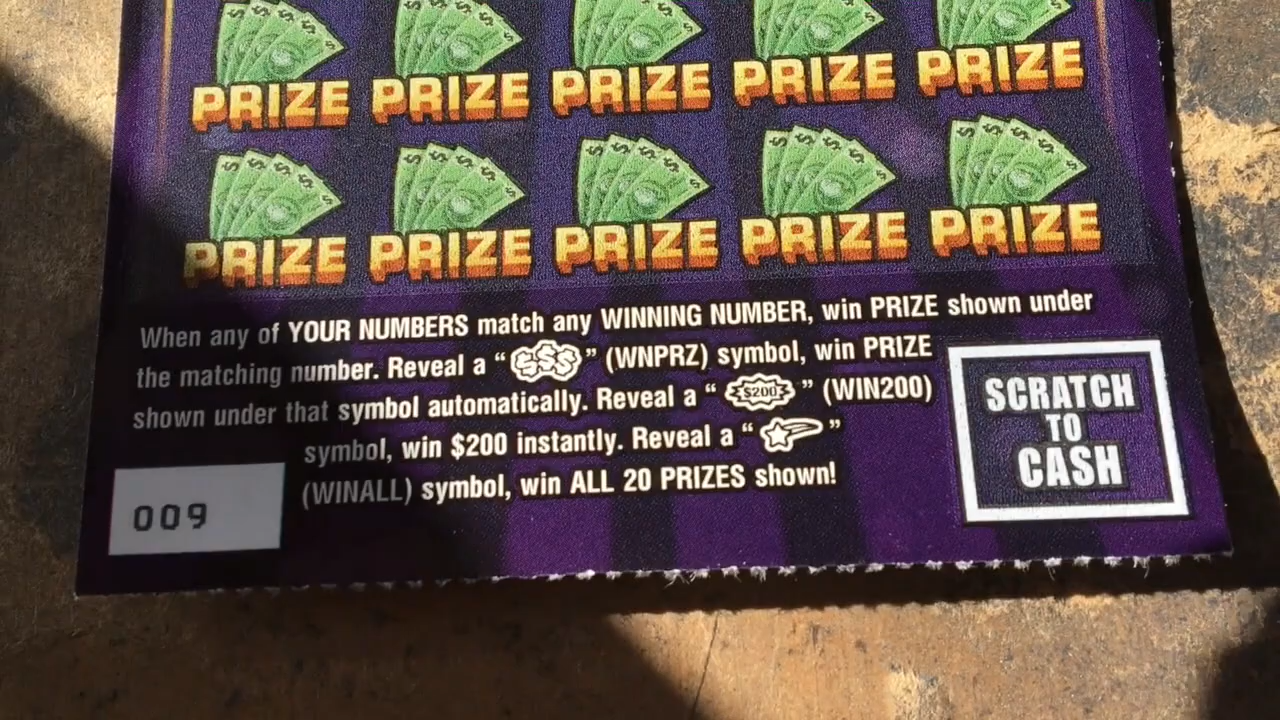 PRIZE PRIZE PRIZE PRIZE PRIZE
PRIZE PRIZE PRIZE PRIZE PRIZE
When any of YOUR NUMBERS match any WINNING NUMBER, win PRIZE shown under
the matching number. Reveal a “ $$$ ” (WNPRZ) symbol, win PRIZE
shown under that symbol automatically. Reveal a “ $200 ” (WIN200)
symbol, win $200 instantly. Reveal a “ ”
(WINALL) symbol, win ALL 20 PRIZES shown!
SCRATCH
TO
CASH
009